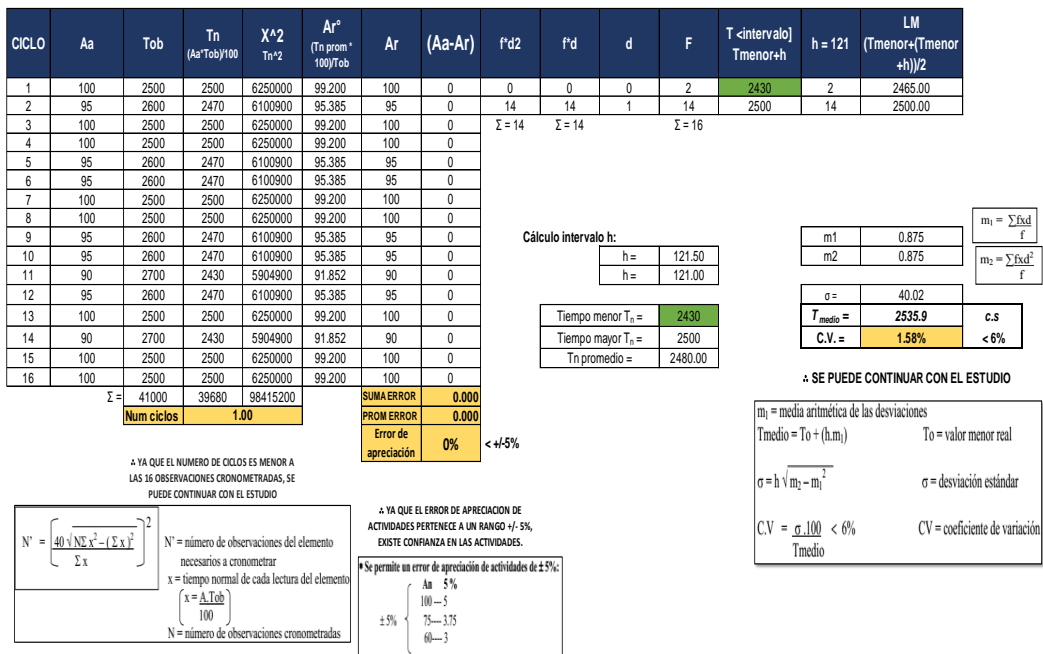 CICLO Aa Tob Tn (Aa*Tob)/100 X^2 Tn^2 Ar° (Tn prom * 100)/Tob Ar (Aa-Ar) f*d2 f*d d F T <intervalo] Tmenor+h h = 121 LM (Tmenor+(Tmenor +h))/2
1 100 2500 2500 6250000 99.200 100 0 0 0 0 2 2430 2 2465.00
2 95 2600 2470 6100900 95.385 95 0 14 14 1 14 2500 14 2500.00
3 100 2500 2500 6250000 99.200 100 0 Σ = 14 Σ = 14 Σ = 16
4 100 2500 2500 6250000 99.200 100 0
5 95 2600 2470 6100900 95.385 95 0
6 95 2600 2470 6100900 95.385 95 0
7 100 2500 2500 6250000 99.200 100 0
8 100 2500 2500 6250000 99.200 100 0
9 95 2600 2470 6100900 95.385 95 0
10 95 2600 2470 6100900 95.385 95 0
11 90 2700 2430 5904900 91.852 90 0
12 95 2600 2470 6100900 95.385 95 0
13 100 2500 2500 6250000 99.200 100 0
14 90 2700 2430 5904900 91.852 90 0
15 100 2500 2500 6250000 99.200 100 0
16 100 2500 2500 6250000 99.200 100 0
Σ = 41000 39680 98415200
Num ciclos 1.00
SUMA ERROR 0.000
PROM ERROR 0.000
Error de apreciación 0% < +/-5%
Cálculo intervalo h:
h = 121.50
h = 121.00
Tiempo menor Tn = 2430
Tiempo mayor Tn = 2500
Tn promedio = 2480.00
m1 0.875
m2 0.875
m₁ = ∑fxd
f
m₂ = ∑fxd²
f
σ = 40.02
T medio = 2535.9 c.s
C.V. = 1.58% < 6%
∴ SE PUEDE CONTINUAR CON EL ESTUDIO
m₁ = media aritmética de las desviaciones
Tmedio = To + (h.m₁) To = valor menor real
σ = h √ m₂ – m₁² σ = desviación estándar
C.V = σ .100 < 6% CV = coeficiente de variación
Tmedio
∴ YA QUE EL NUMERO DE CICLOS ES MENOR A
LAS 16 OBSERVACIONES CRONOMETRADAS, SE
PUEDE CONTINUAR CON EL ESTUDIO
N' = [ 40 √ NΣ x² – ( Σ x )² ]²
Σ x
N' = número de observaciones del elemento
necesarios a cronometrar
x = tiempo normal de cada lectura del elemento
( x = A.Tob )
100
N = número de observaciones cronometradas
∴ YA QUE EL ERROR DE APRECIACION DE
ACTIVIDADES PERTENECE A UN RANGO +/- 5%,
EXISTE CONFIANZA EN LAS ACTIVIDADES.
* Se permite un error de apreciación de actividades de ± 5%:
An 5 %
100 --- 5
± 5% { 75---- 3.75
60---- 3